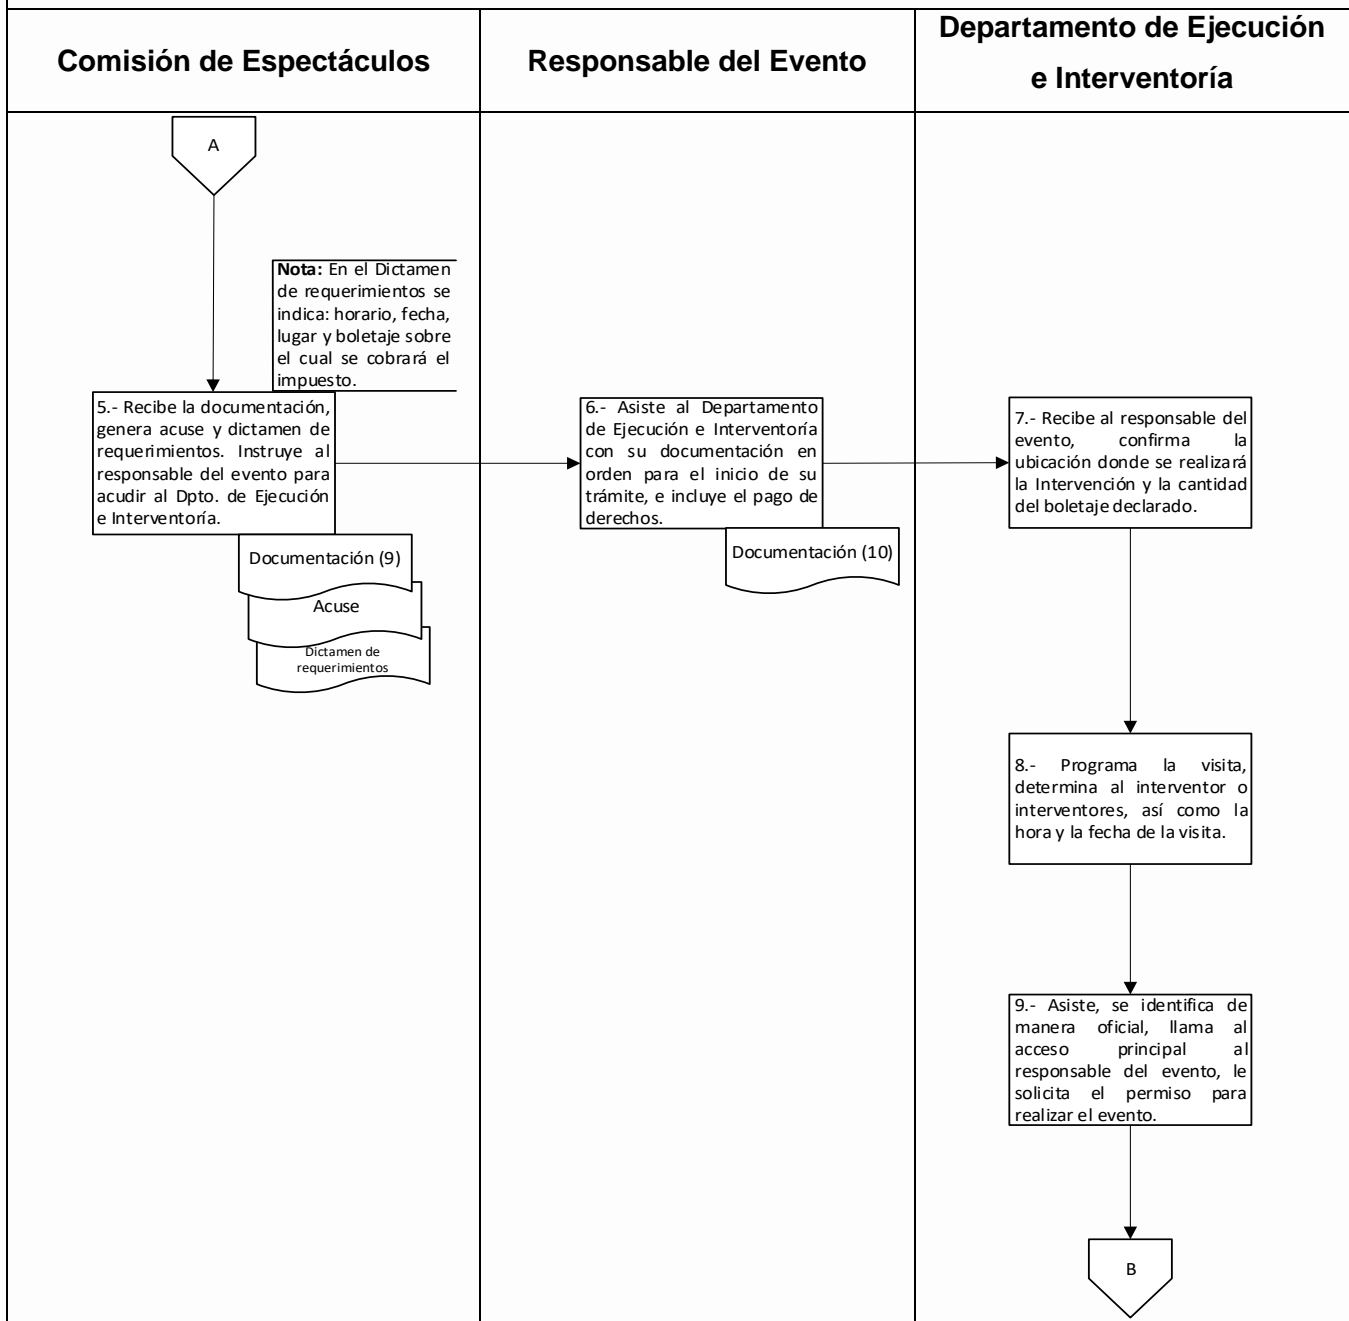 Comisión de Espectáculos
Responsable del Evento
Departamento de Ejecución
e Interventoría
A
Nota: En el Dictamen
de requerimientos se
indica: horario, fecha,
lugar y boletaje sobre
el cual se cobrará el
impuesto.
5.- Recibe la documentación,
genera acuse y dictamen de
requerimientos. Instruye al
responsable del evento para
acudir al Dpto. de Ejecución
e Interventoría.
Documentación (9)
Acuse
Dictamen de
requerimientos
6.- Asiste al Departamento
de Ejecución e Interventoría
con su documentación en
orden para el inicio de su
trámite, e incluye el pago de
derechos.
Documentación (10)
7.- Recibe al responsable del
evento, confirma la
ubicación donde se realizará
la Intervención y la cantidad
del boletaje declarado.
8.- Programa la visita,
determina al interventor o
interventores, así como la
hora y la fecha de la visita.
9.- Asiste, se identifica de
manera oficial, llama al
acceso principal al
responsable del evento, le
solicita el permiso para
realizar el evento.
B